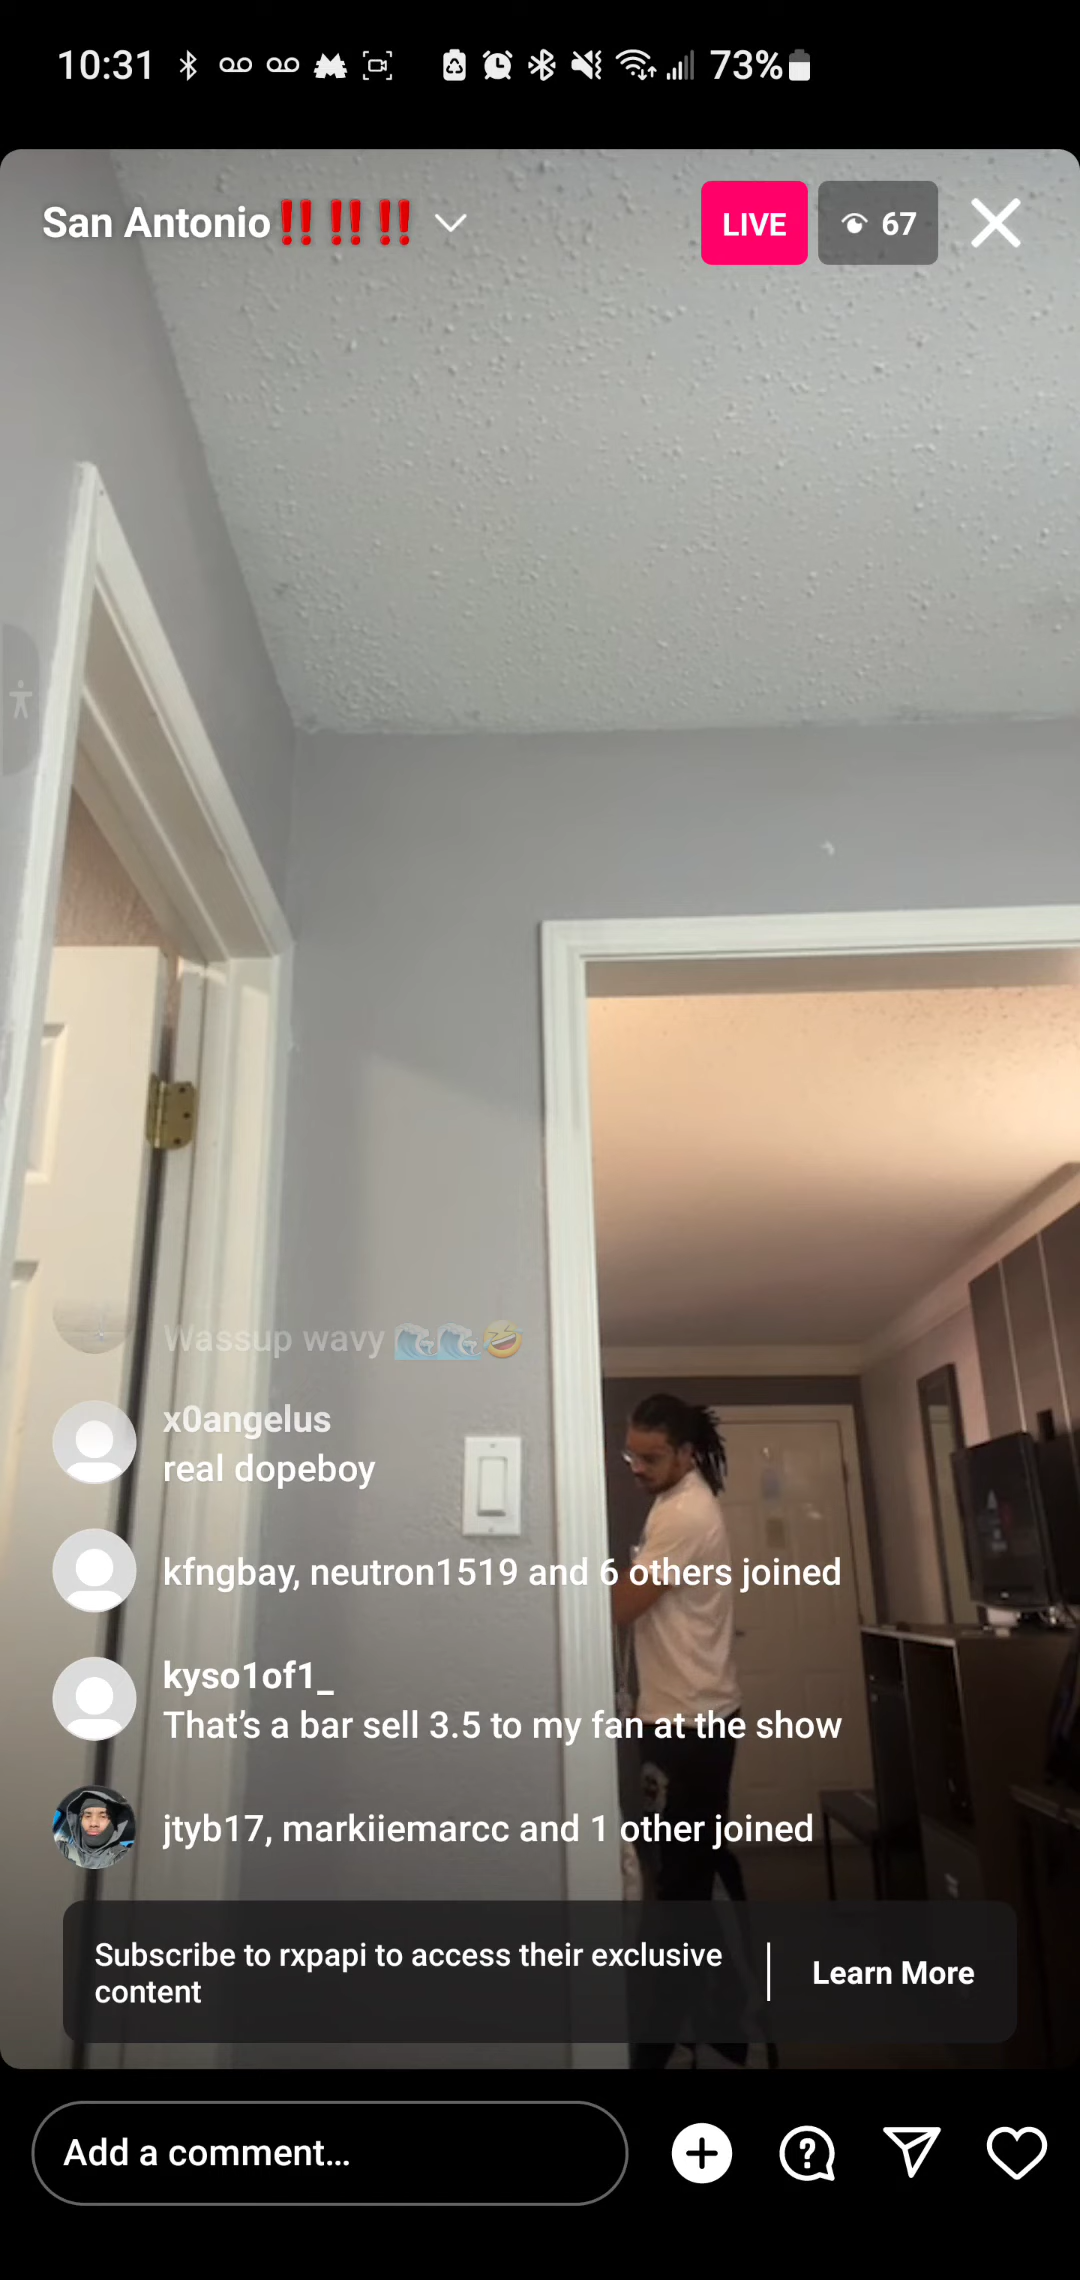 10:31 73%
San Antonio‼️‼️‼️
LIVE 67
Wassup wavy 🌊🌊🤣
x0angelus
real dopeboy
kfngbay, neutron1519 and 6 others joined
kyso1of1_
That’s a bar sell 3.5 to my fan at the show
jtyb17, markiiemarcc and 1 other joined
Subscribe to rxpapi to access their exclusive
content
Learn More
Add a comment...